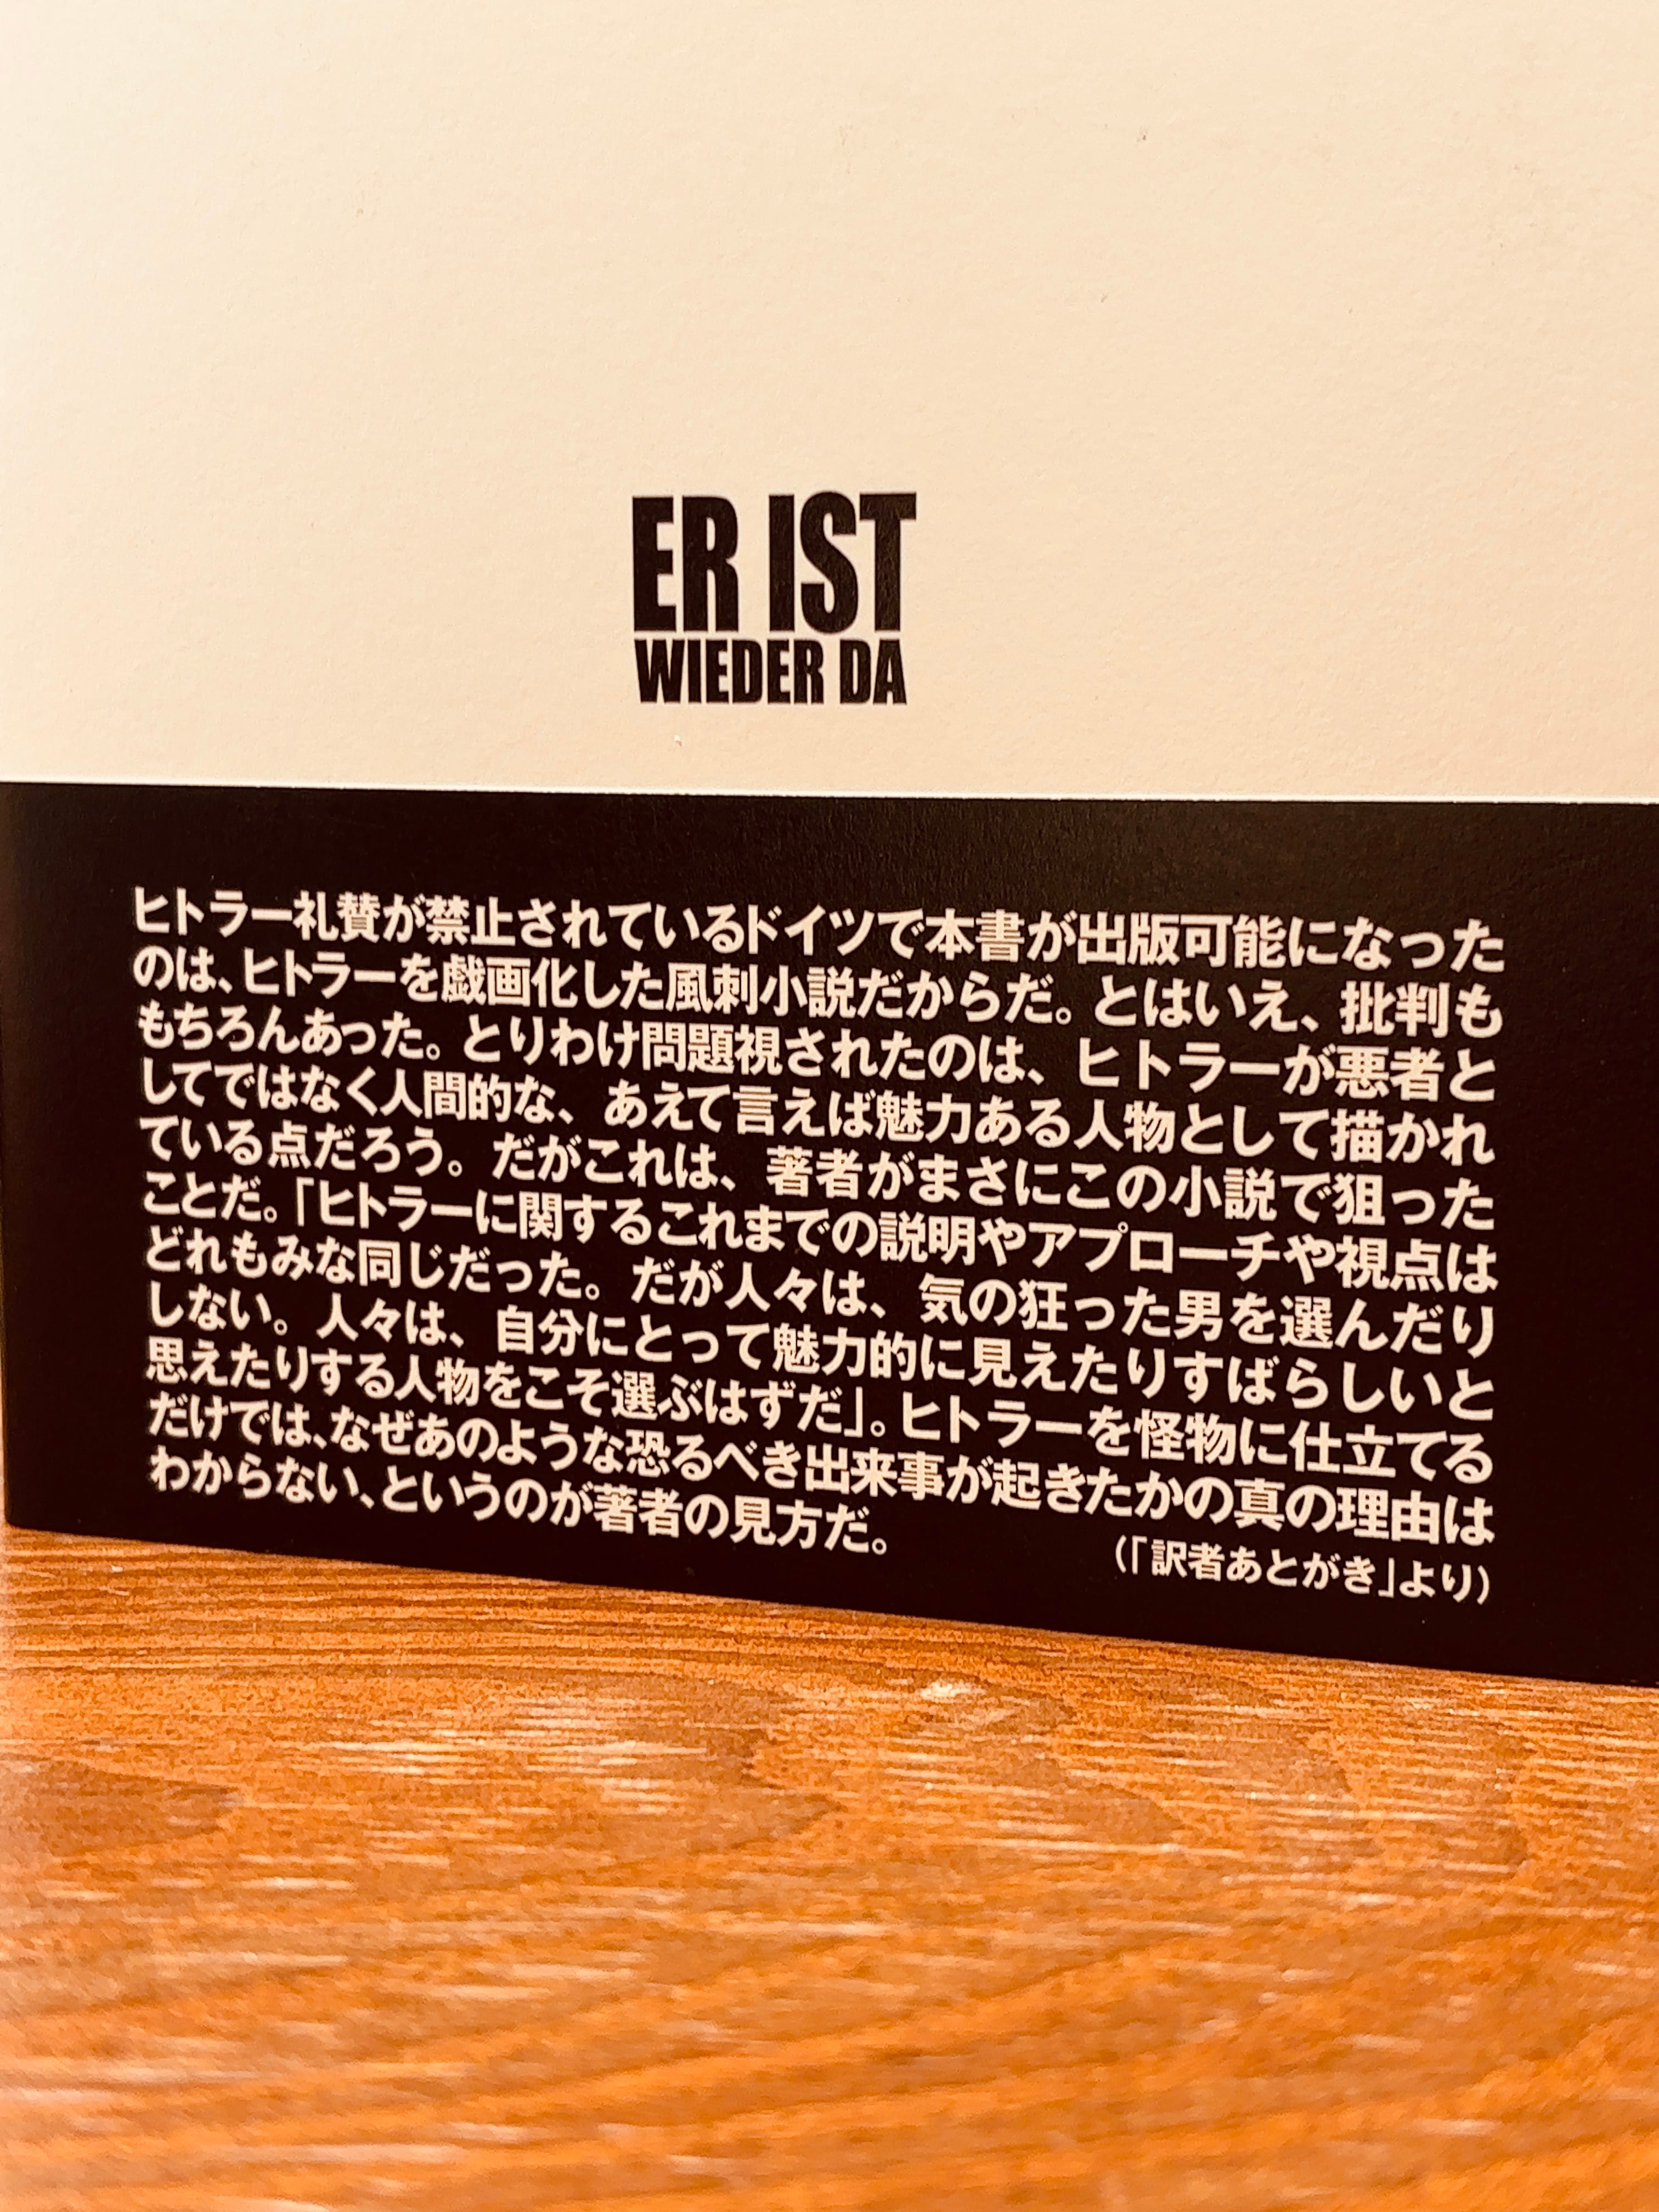 ER IST
WIEDER DA
ヒトラー礼賛が禁止されているドイツで本書が出版可能になった
のは、ヒトラーを戯画化した風刺小説だからだ。とはいえ、批判も
もちろんあった。とりわけ問題視されたのは、ヒトラーが悪者と
してではなく人間的な、あえて言えば魅力ある人物として描かれ
ている点だろう。だがこれは、著者がまさにこの小説で狙った
ことだ。「ヒトラーに関するこれまでの説明やアプローチや視点は
どれもみな同じだった。だが人々は、気の狂った男を選んだり
しない。人々は、自分にとって魅力的に見えたりすばらしいと
思えたりする人物をこそ選ぶはずだ」。ヒトラーを怪物に仕立てる
だけでは、なぜあのような恐るべき出来事が起きたかの真の理由は
わからない、というのが著者の見方だ。
(「訳者あとがき」より)